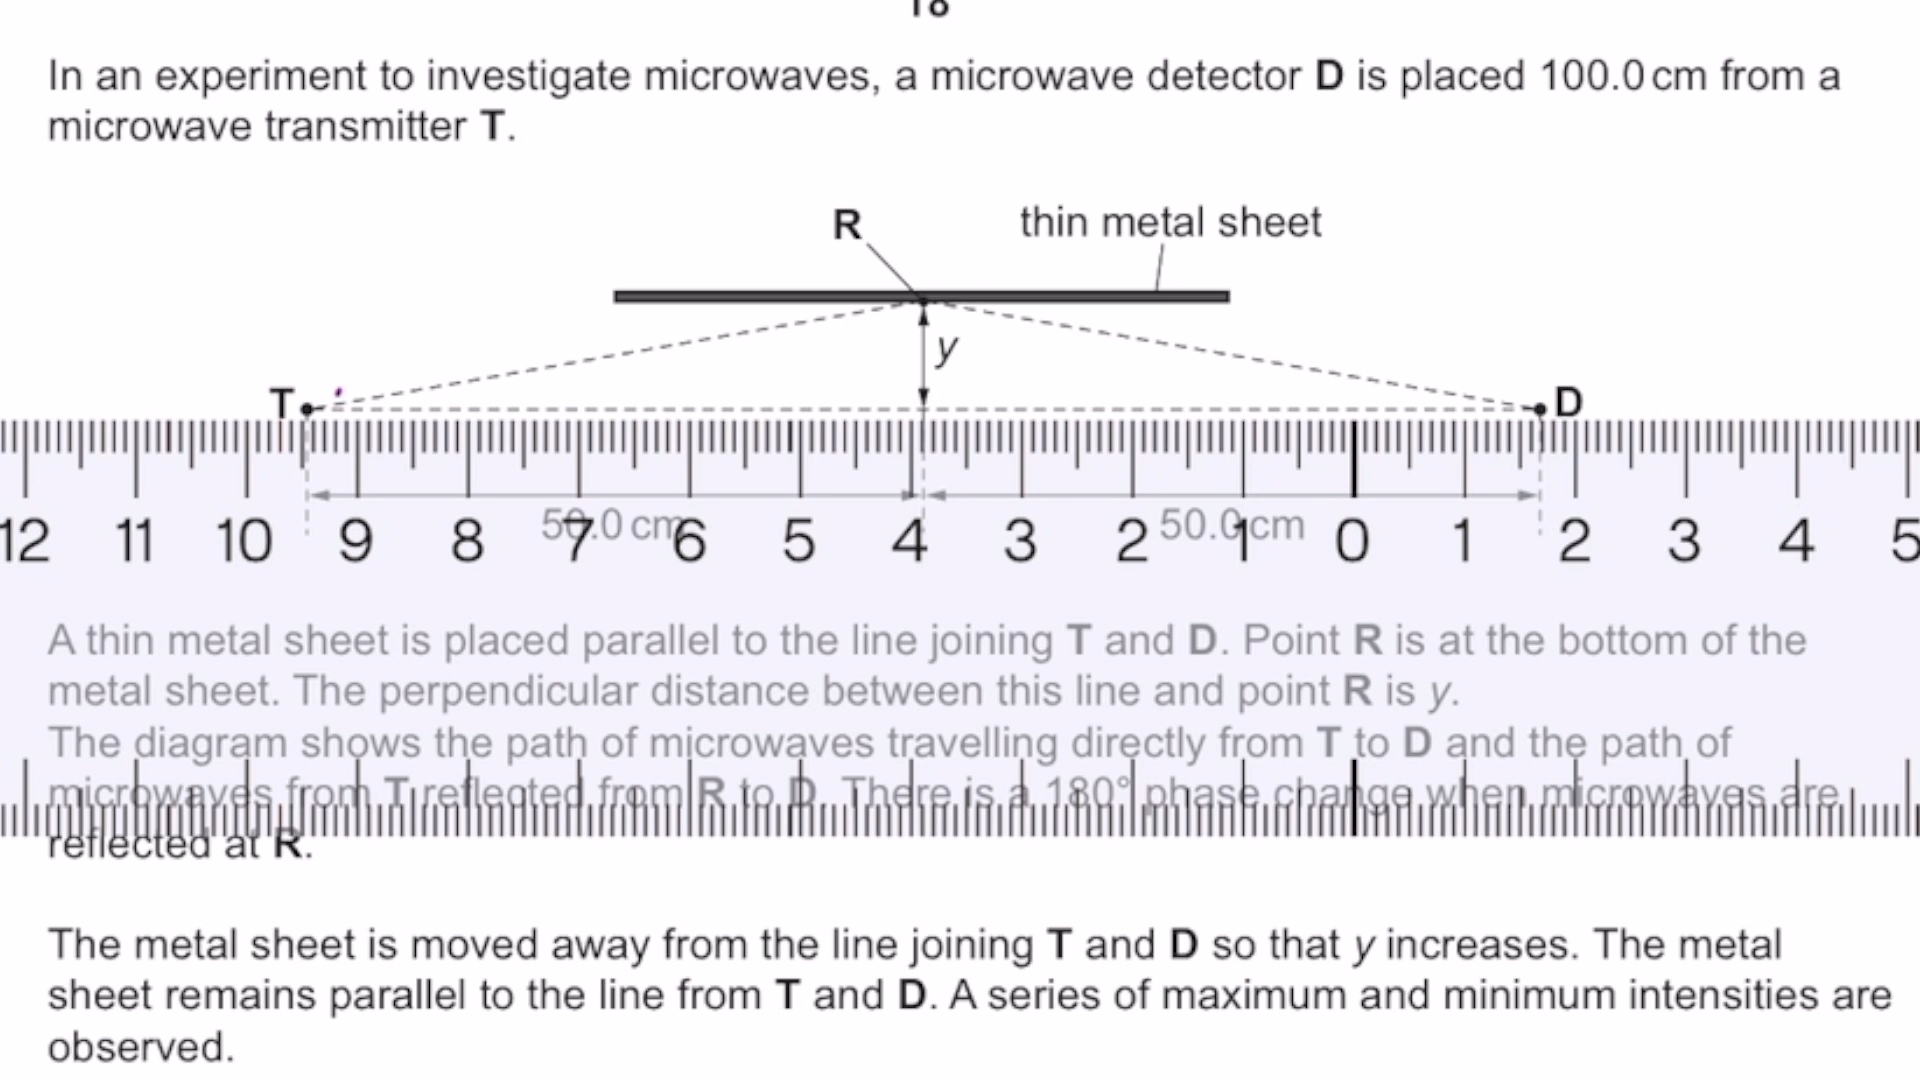 18
In an experiment to investigate microwaves, a microwave detector D is placed 100.0 cm from a
microwave transmitter T.
R thin metal sheet
y
T D
50.0 cm 50.0 cm
12 11 10 9 8 7 6 5 4 3 2 1 0 1 2 3 4 5
A thin metal sheet is placed parallel to the line joining T and D. Point R is at the bottom of the
metal sheet. The perpendicular distance between this line and point R is y.
The diagram shows the path of microwaves travelling directly from T to D and the path of
microwaves from T reflected from R to D. There is a 180° phase change when microwaves are
reflected at R.
The metal sheet is moved away from the line joining T and D so that y increases. The metal
sheet remains parallel to the line from T and D. A series of maximum and minimum intensities are
observed.